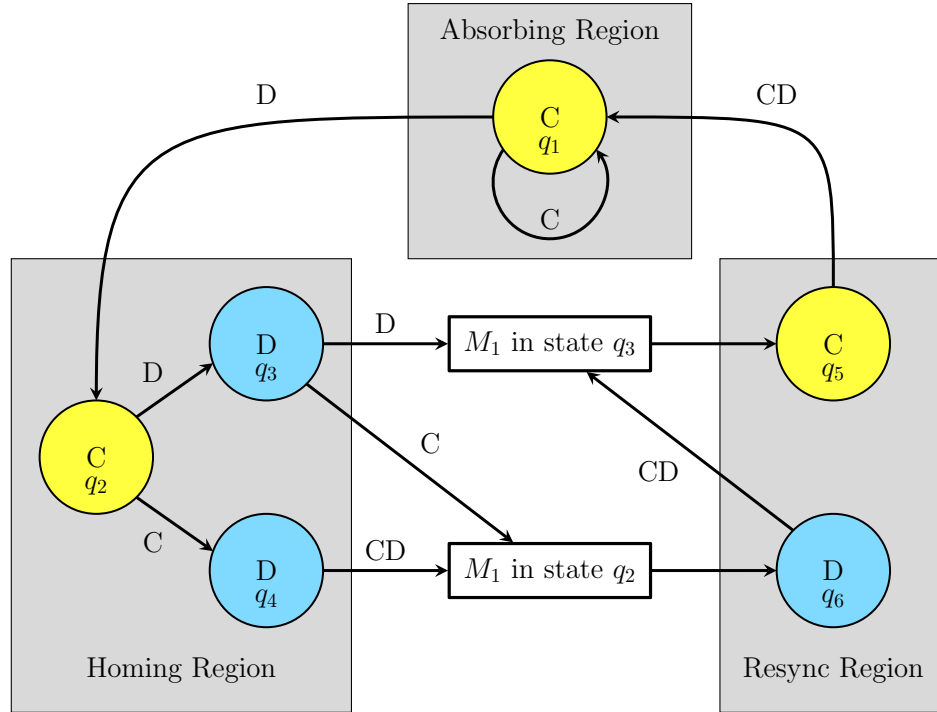 Absorbing Region
D
CD
C
q₁
C
D
D
q₃
D
M₁ in state q₃
C
q₅
C
q₂
C
CD
C
D
q₄
CD
M₁ in state q₂
D
q₆
Homing Region
Resync Region